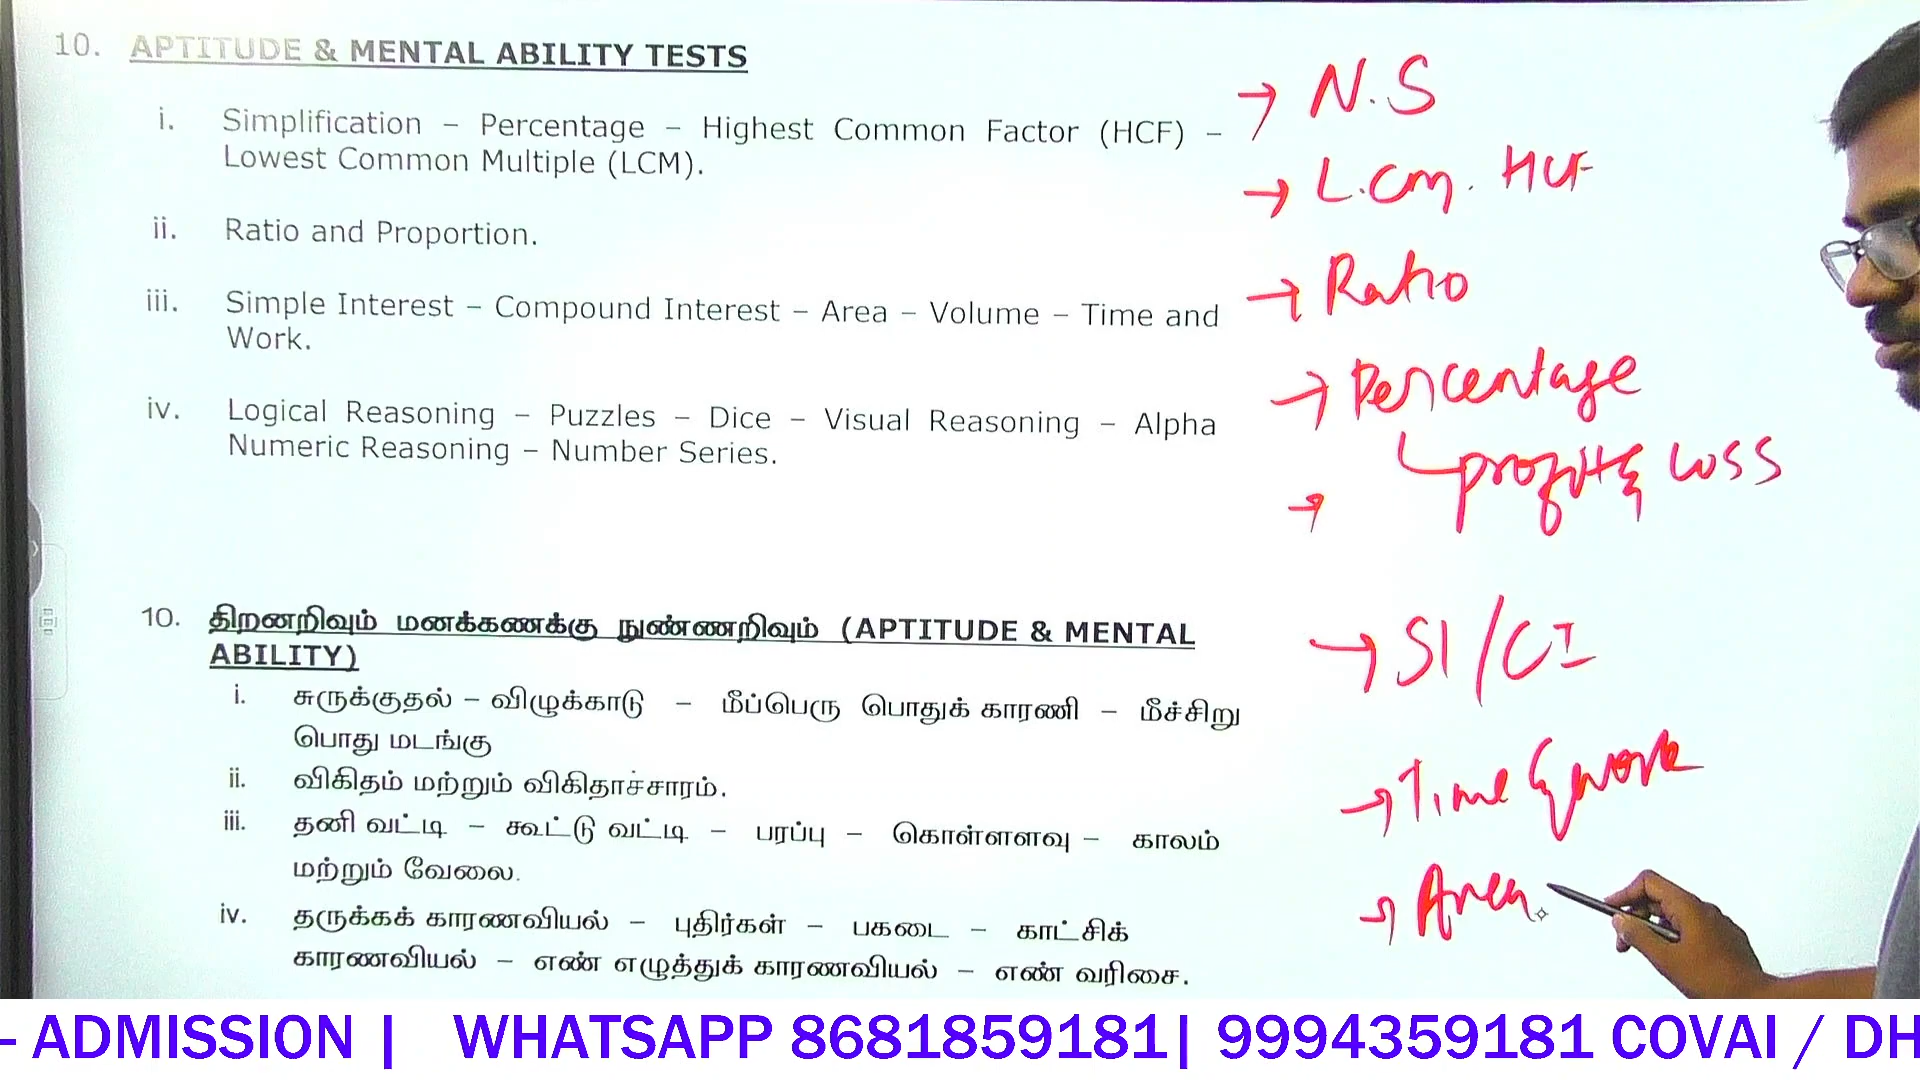 10. APTITUDE & MENTAL ABILITY TESTS
i. Simplification – Percentage – Highest Common Factor (HCF) –
Lowest Common Multiple (LCM).
ii. Ratio and Proportion.
iii. Simple Interest – Compound Interest – Area – Volume – Time and
Work.
iv. Logical Reasoning – Puzzles – Dice – Visual Reasoning – Alpha
Numeric Reasoning – Number Series.
→ N.S
→ L.CM. HCF
→ Ratio
→ Percentage
profit & Loss
→
→ SI/CI
→ Time & work
→ Area
10. திறனறிவும் மனக்கணக்கு நுண்ணறிவும் (APTITUDE & MENTAL
ABILITY)
i. சுருக்குதல் – விழுக்காடு – மீப்பெரு பொதுக் காரணி – மீச்சிறு
பொது மடங்கு
ii. விகிதம் மற்றும் விகிதாச்சாரம்.
iii. தனி வட்டி – கூட்டு வட்டி – பரப்பு – கொள்ளளவு – காலம்
மற்றும் வேலை.
iv. தருக்கக் காரணவியல் – புதிர்கள் – பகடை – காட்சிக்
காரணவியல் – எண் எழுத்துக் காரணவியல் – எண் வரிசை.
- ADMISSION | WHATSAPP 8681859181| 9994359181 COVAI / DH